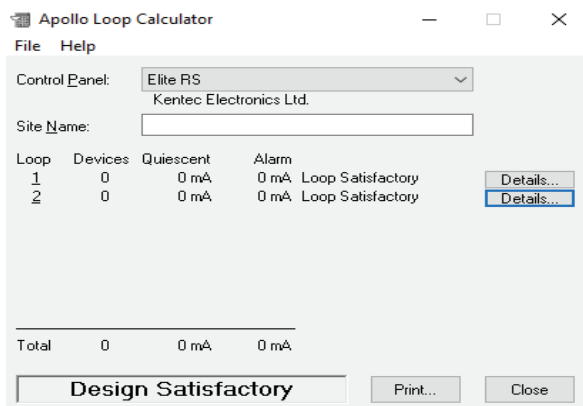 Apollo Loop Calculator
File Help
Control Panel: Elite RS
Kentec Electronics Ltd.
Site Name:
Loop Devices Quiescent Alarm
1 0 0 mA 0 mA Loop Satisfactory Details...
2 0 0 mA 0 mA Loop Satisfactory Details...
Total 0 0 mA 0 mA
Design Satisfactory Print... Close